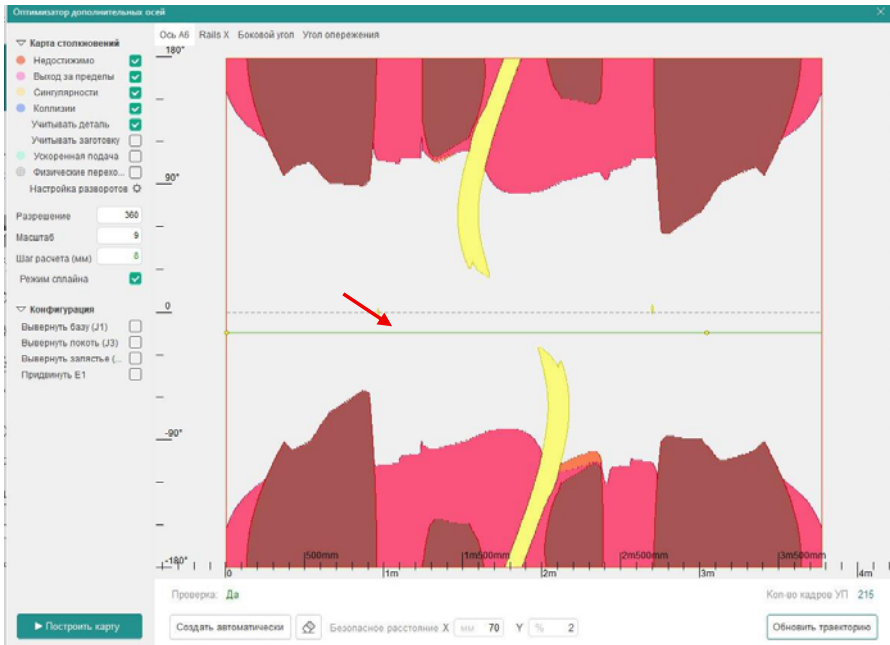 Оптимизатор дополнительных осей
Карта столкновений
Недостижимо
Выход за пределы
Сингулярности
Коллизии
Учитывать деталь
Учитывать заготовку
Ускоренная подача
Физические перехо...
Настройка разворотов
Разрешение 360
Масштаб 9
Шаг расчета (мм) 8
Режим сплайна
Конфигурация
Вывернуть базу (J1)
Вывернуть локоть (J3)
Вывернуть запястье (...
Придвинуть E1
Построить карту
Ось A6 Rails X Боковой угол Угол опережения
180°
90°
0
-90°
-180°
500mm 1m500mm 2m500mm 3m500mm
0 1m 2m 3m 4m
Проверка: Да
Кол-во кадров УП 215
Создать автоматически Безопасное расстояние X мм 70 Y % 2
Обновить траекторию